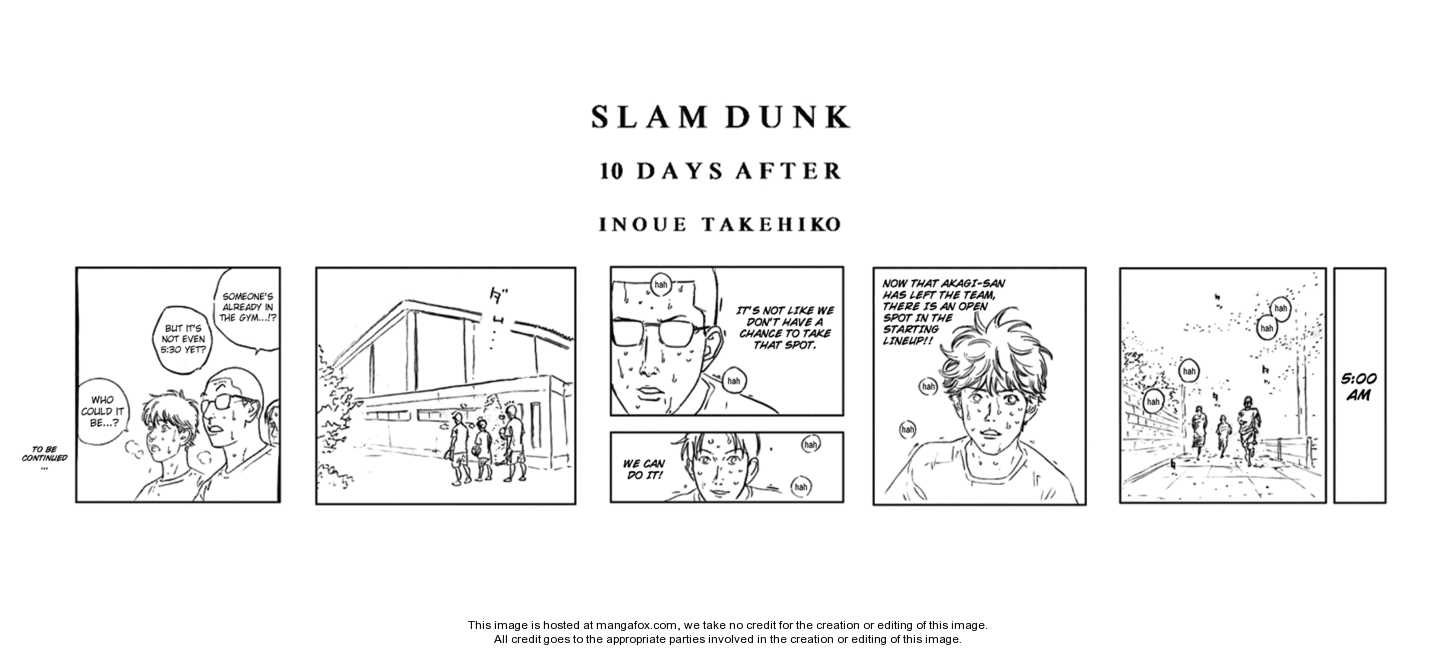 SLAM DUNK
10 DAYS AFTER
INOUE TAKEHIKO
5:00
AM
hah
hah
hah
hah
NOW THAT AKAGI-SAN
HAS LEFT THE TEAM,
THERE IS AN OPEN
SPOT IN THE
STARTING
LINEUP!!
hah
hah
hah
IT'S NOT LIKE WE
DON'T HAVE A
CHANCE TO TAKE
THAT SPOT.
hah
hah
WE CAN
DO IT!
hah
ダ
SOMEONE'S
ALREADY IN
THE GYM...!?
BUT IT'S
NOT EVEN
5:30 YET?
WHO
COULD IT
BE...?
TO BE
CONTINUED
...
This image is hosted at mangafox.com, we take no credit for the creation or editing of this image.
All credit goes to the appropriate parties involved in the creation or editing of this image.